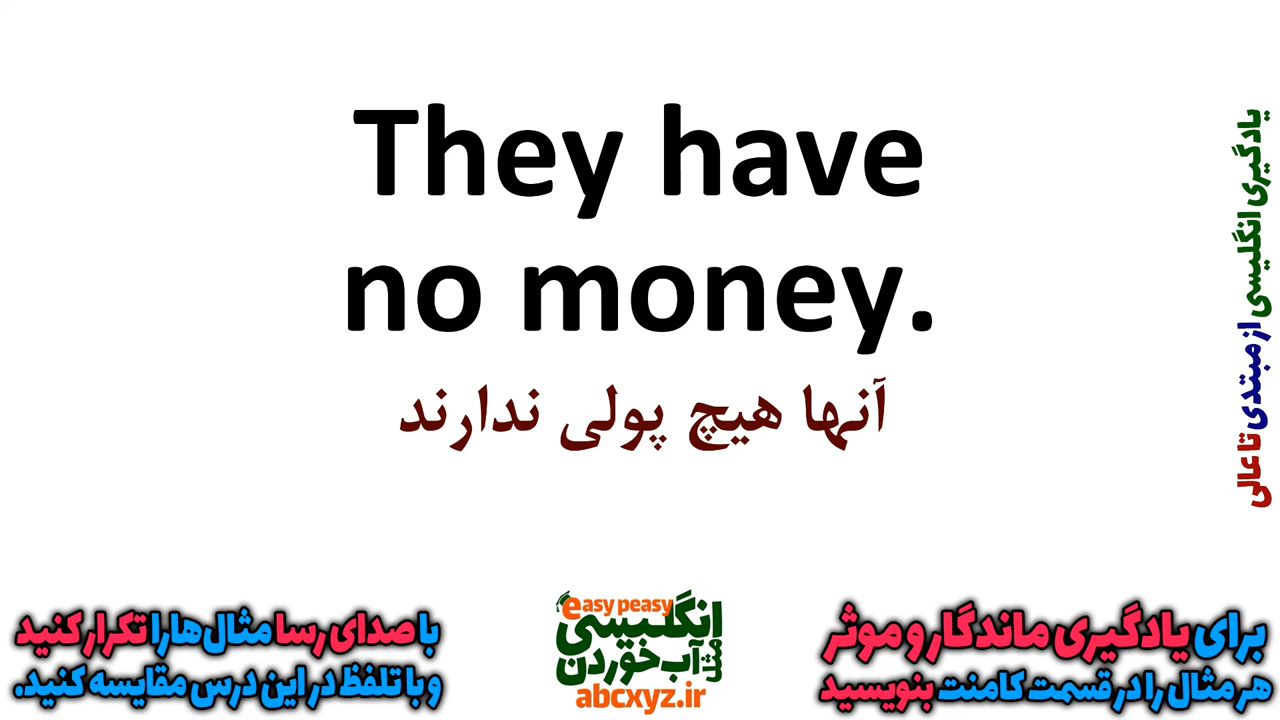 They have
no money.
آنها هیچ پولی ندارند
یادگیری انگلیسی از مبتدی تا عالی
برای یادگیری ماندگار و موثر
هر مثال را در قسمت کامنت بنویسید
easy peasy
انگلیسی
مثل آب خوردن
abcxyz.ir
با صدای رسا مثال‌ها را تکرار کنید
و با تلفظ در این درس مقایسه کنید.